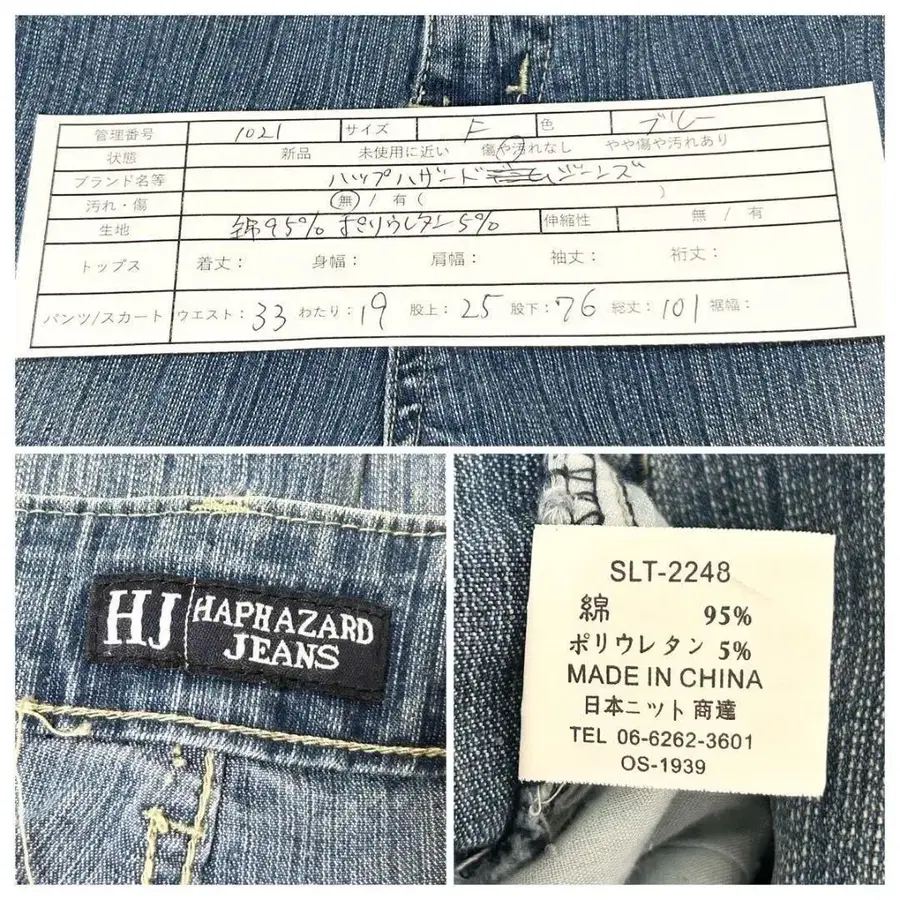 管理番号 1021 サイズ F 色 ブルー
状態 新品 未使用に近い 傷や汚れなし やや傷や汚れあり
ブランド名等 ハップハザード ジーンズ
汚れ・傷 無 / 有 ( )
生地 綿95% ポリウレタン5% 伸縮性 無 / 有
トップス 着丈: 身幅: 肩幅: 袖丈: 裄丈:
パンツ/スカート ウエスト: 33 わたり: 19 股上: 25 股下: 76 総丈: 101 裾幅:
HJ HAPHAZARD
JEANS
SLT-2248
綿 95%
ポリウレタン 5%
MADE IN CHINA
日本ニット商達
TEL 06-6262-3601
OS-1939